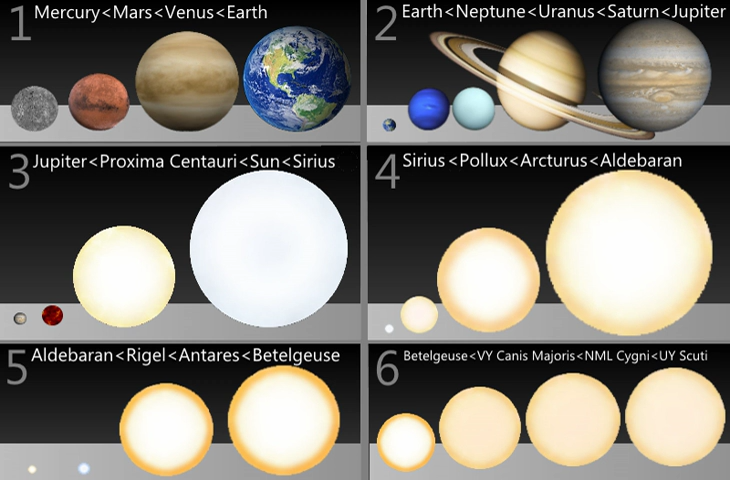 1 Mercury<Mars<Venus<Earth
2 Earth<Neptune<Uranus<Saturn<Jupiter
3 Jupiter<Proxima Centauri<Sun<Sirius
4 Sirius<Pollux<Arcturus<Aldebaran
5 Aldebaran<Rigel<Antares<Betelgeuse
6 Betelgeuse<VY Canis Majoris<NML Cygni<UY Scuti